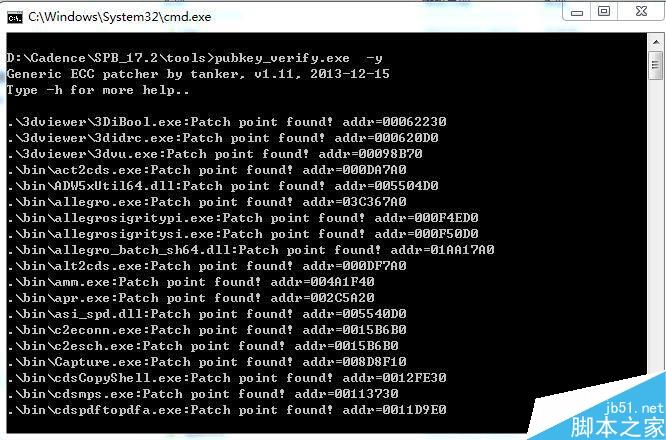 C:\Windows\System32\cmd.exe
D:\Cadence\SPB_17.2\tools>pubkey_verify.exe  -y
Generic ECC patcher by tanker, v1.11, 2013-12-15
Type -h for more help..
.\3dviewer\3DiBool.exe:Patch point found! addr=00062230
.\3dviewer\3didrc.exe:Patch point found! addr=000620D0
.\3dviewer\3dvu.exe:Patch point found! addr=00098B70
.\bin\act2cds.exe:Patch point found! addr=000DA7A0
.\bin\ADW5xUtil64.dll:Patch point found! addr=005504D0
.\bin\allegro.exe:Patch point found! addr=03C367A0
.\bin\allegrosigritypi.exe:Patch point found! addr=000F4ED0
.\bin\allegrosigritysi.exe:Patch point found! addr=000F50D0
.\bin\allegro_batch_sh64.dll:Patch point found! addr=01AA17A0
.\bin\alt2cds.exe:Patch point found! addr=000DF7A0
.\bin\amm.exe:Patch point found! addr=004A1F40
.\bin\apr.exe:Patch point found! addr=002C5A20
.\bin\asi_spd.dll:Patch point found! addr=005540D0
.\bin\c2econn.exe:Patch point found! addr=0015B6B0
.\bin\c2esch.exe:Patch point found! addr=0015B6B0
.\bin\Capture.exe:Patch point found! addr=008D8F10
.\bin\cdsCopyShell.exe:Patch point found! addr=0012FE30
.\bin\cdsmps.exe:Patch point found! addr=00113730
.\bin\cdspdftopdfa.exe:Patch point found! addr=0011D9E0
jb51.net
脚本之家